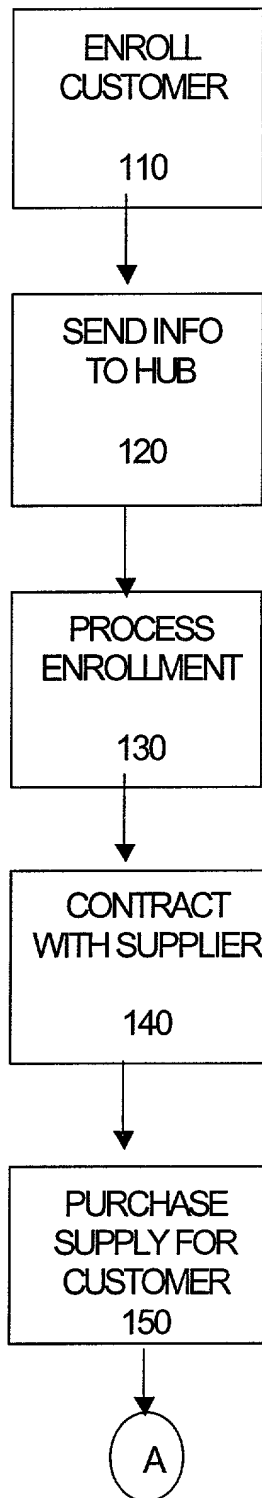 ENROLL
CUSTOMER
110
SEND INFO
TO HUB
120
PROCESS
ENROLLMENT
130
CONTRACT
WITH SUPPLIER
140
PURCHASE
SUPPLY FOR
CUSTOMER
150
A